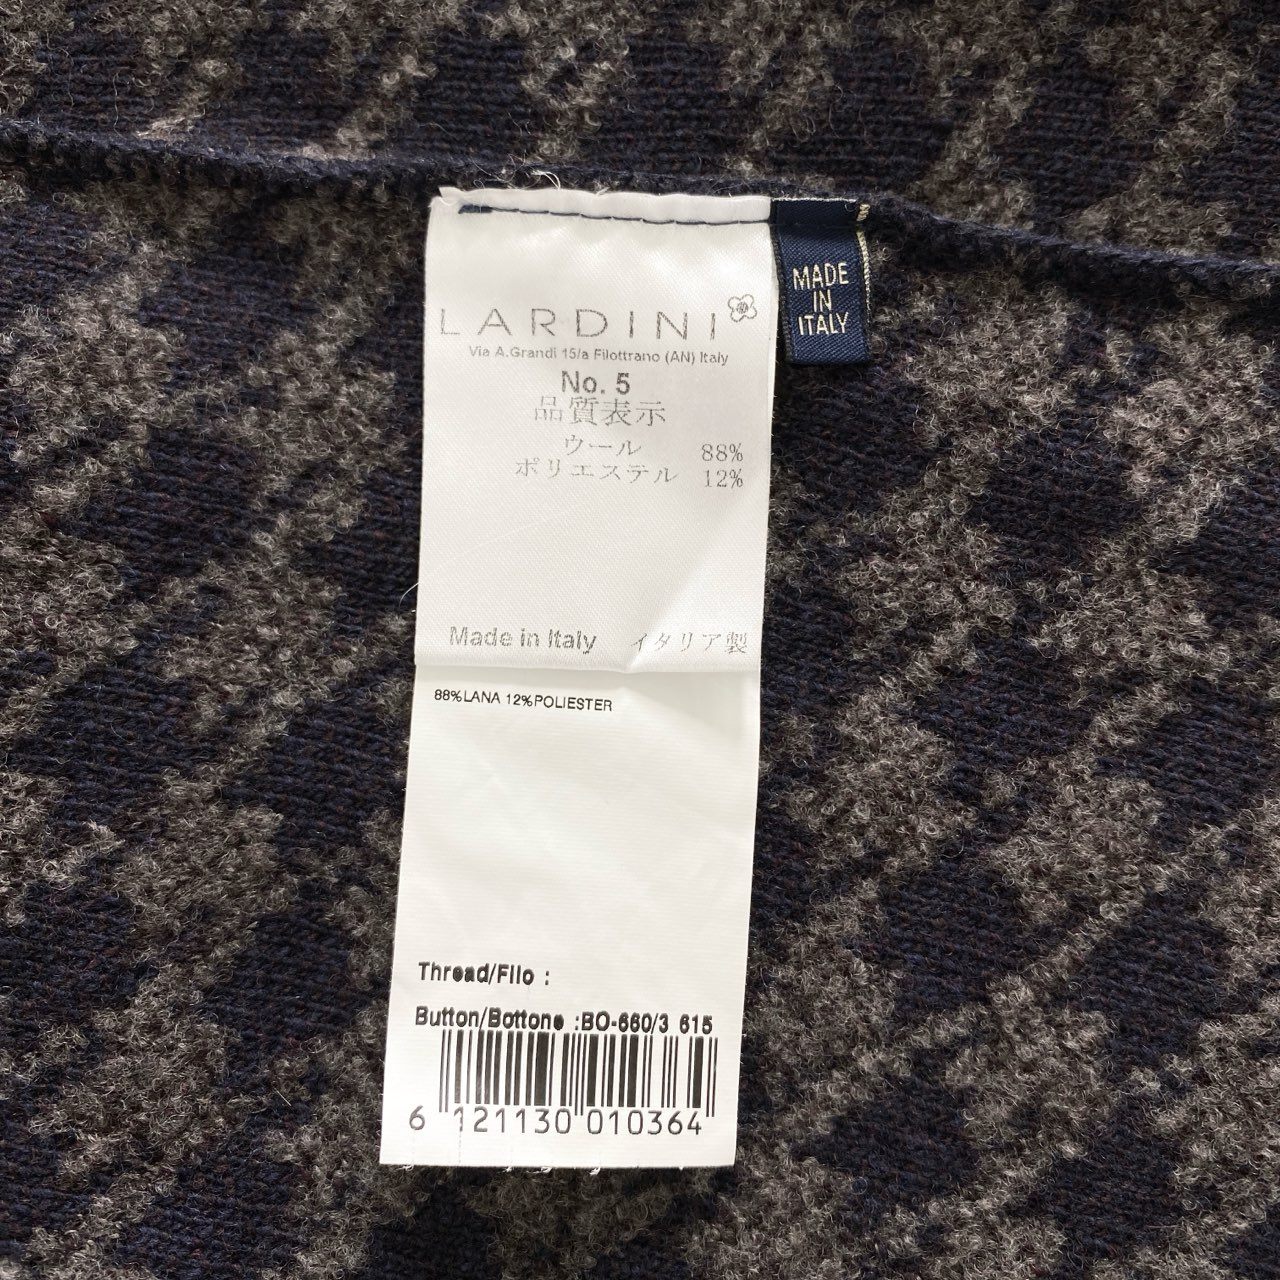 LARDINI
Via A.Grandi 15/a Filottrano (AN) Italy
No. 5
品質表示
ウール 88%
ポリエステル 12%
Made in Italy イタリア製
MADE
IN
ITALY
88%LANA 12%POLIESTER
Thread/Filo :
Button/Bottone :BO-660/3 615
6 121130 010364